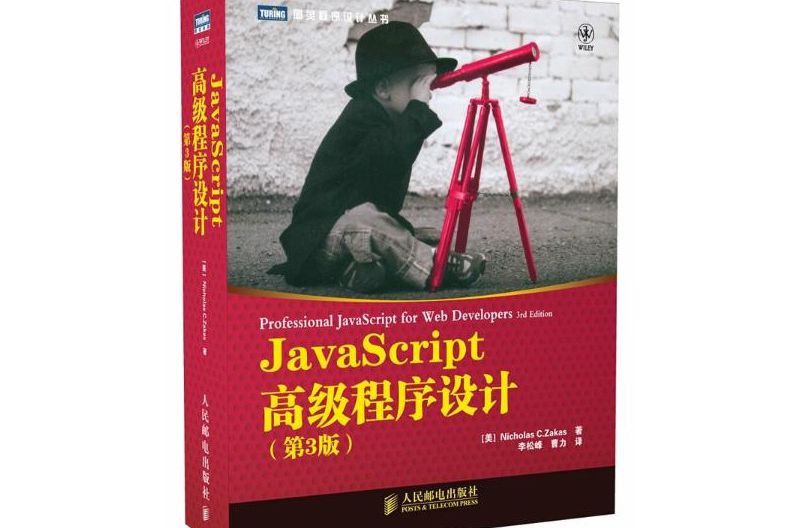 TURING
图灵程序设计丛书
WILEY
JavaScript
高级程序设计
（第3版）
[美] Nicholas C.Zakas 著
人民邮电出版社
Professional JavaScript for Web Developers 3rd Edition
JavaScript
高级程序设计
（第3版）
[美] Nicholas C.Zakas 著
李松峰 曹力 译
人民邮电出版社
POSTS & TELECOM PRESS